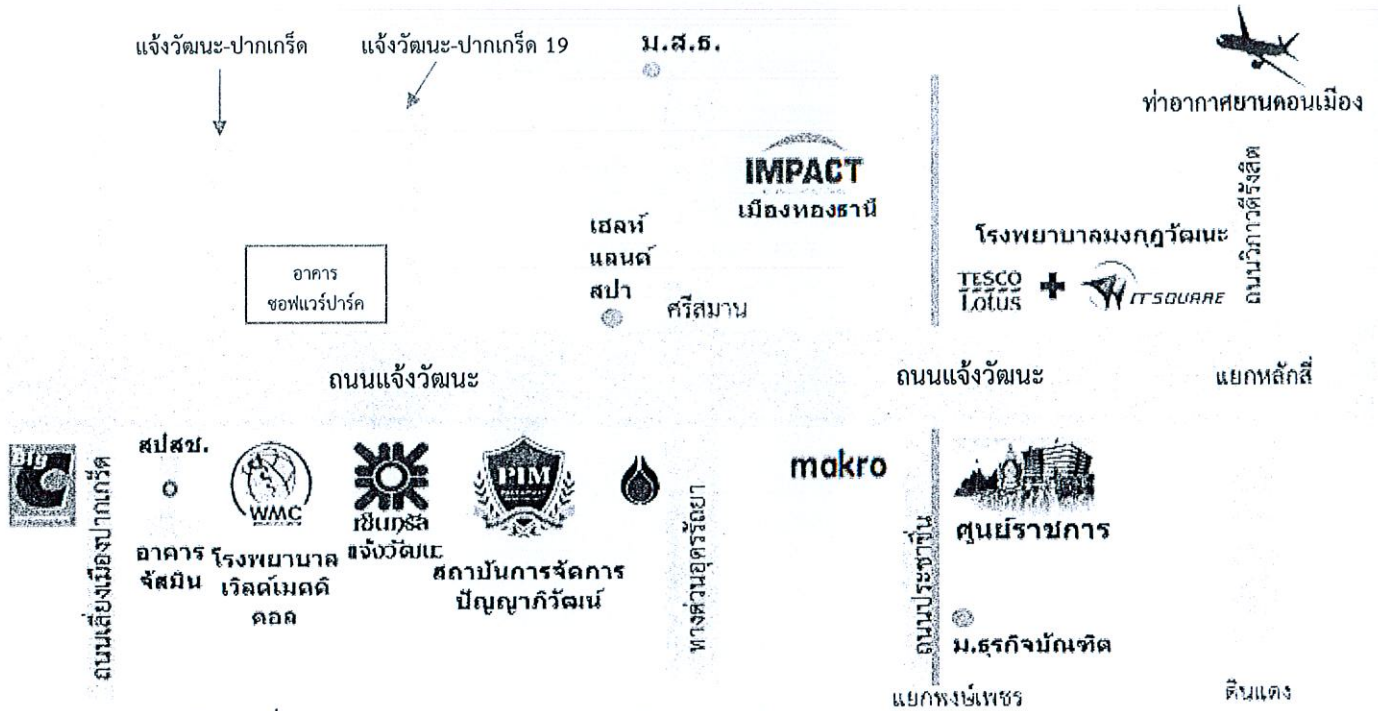 แจ้งวัฒนะ-ปากเกร็ด
แจ้งวัฒนะ-ปากเกร็ด 19
ม.ส.ธ.
ท่าอากาศยานดอนเมือง
IMPACT
เมืองทองธานี
ถนนวิภาวดีรังสิต
เฮลท์
แลนด์
สปา
ศรีสมาน
โรงพยาบาลมงกุฎวัฒนะ
TESCO
Lotus
IT SQUARE
อาคาร
ซอฟแวร์ปาร์ค
ถนนแจ้งวัฒนะ
ถนนแจ้งวัฒนะ
แยกหลักสี่
Big
C
ถนนเลี่ยงเมืองปากเกร็ด
สปสช.
อาคาร
จัสมิน
WMC
โรงพยาบาล
เวิลด์เมดดิ
คอล
เซ็นทรัล
แจ้งวัฒนะ
PIM
สถาบันการจัดการ
ปัญญาภิวัฒน์
ทางด่วนอุดรรัถยา
makro
ถนนประชาชื่น
ศูนย์ราชการ
ม.ธุรกิจบัณฑิต
แยกพงษ์เพชร
ดินแดง